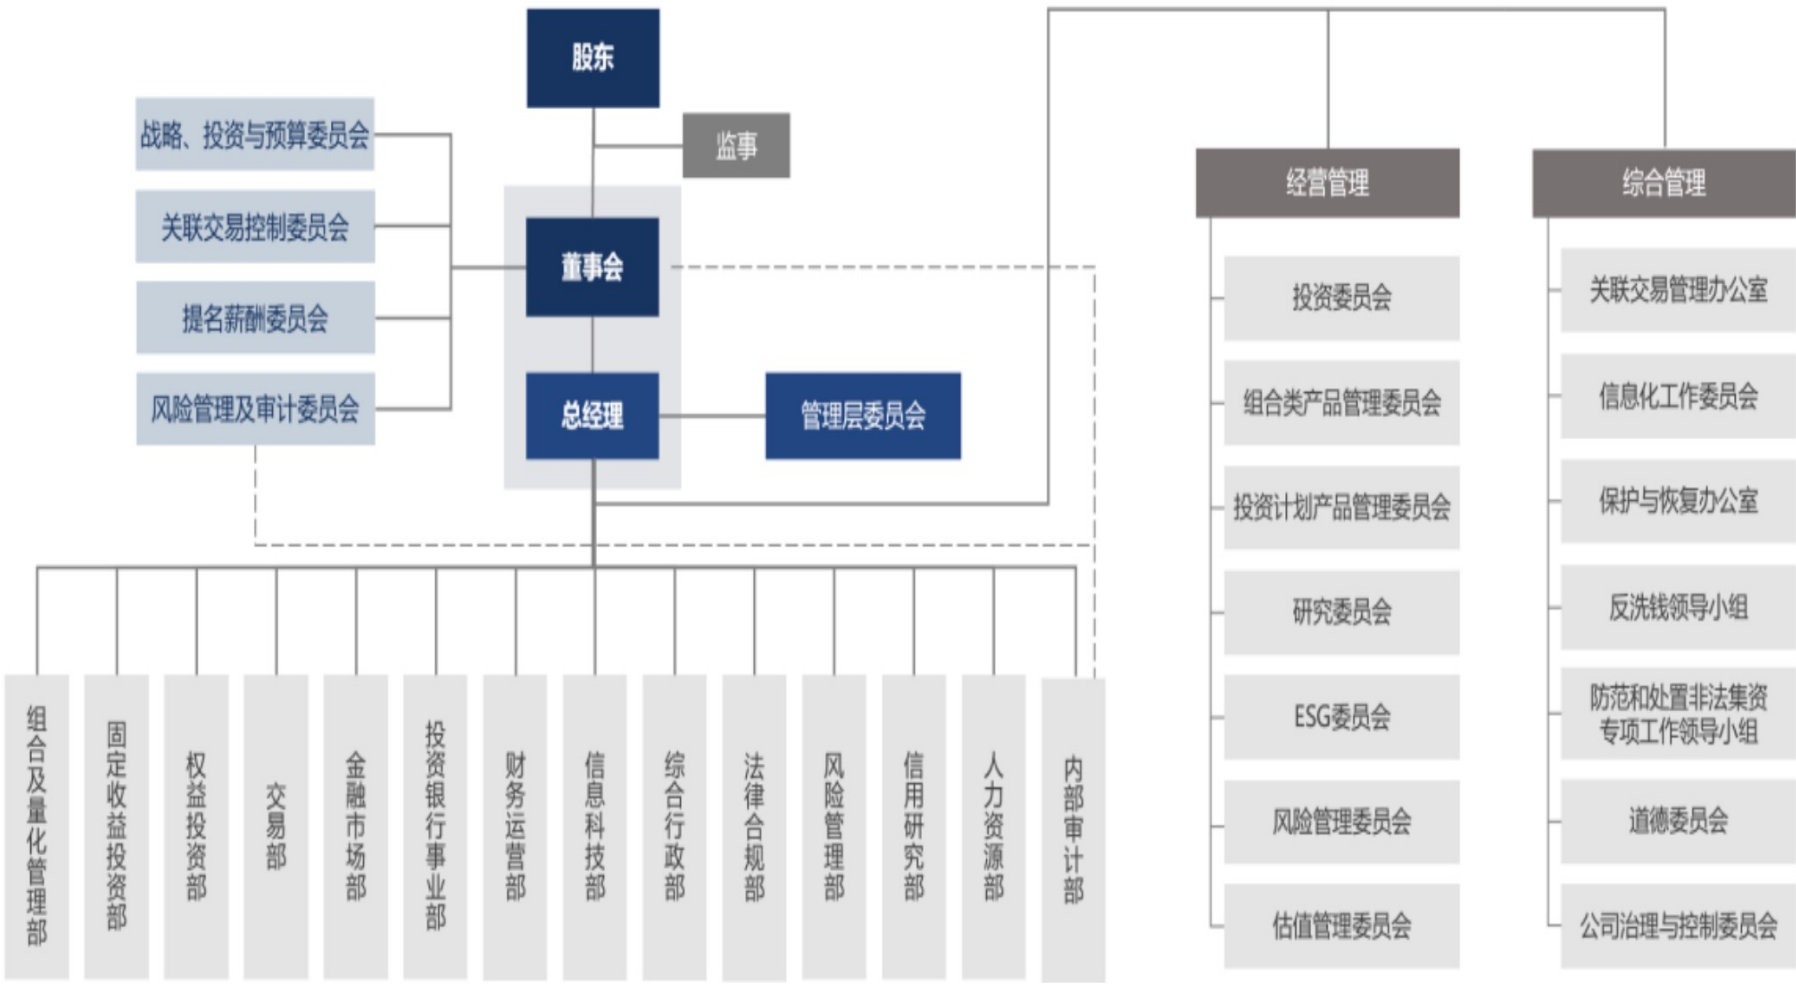 股东
监事
战略、投资与预算委员会
关联交易控制委员会
提名薪酬委员会
风险管理及审计委员会
董事会
总经理
管理层委员会
经营管理
投资委员会
组合类产品管理委员会
投资计划产品管理委员会
研究委员会
ESG委员会
风险管理委员会
估值管理委员会
综合管理
关联交易管理办公室
信息化工作委员会
保护与恢复办公室
反洗钱领导小组
防范和处置非法集资
专项工作领导小组
道德委员会
公司治理与控制委员会
组合及量化管理部
固定收益投资部
权益投资部
交易部
金融市场部
投资银行事业部
财务运营部
信息科技部
综合行政部
法律合规部
风险管理部
信用研究部
人力资源部
内部审计部